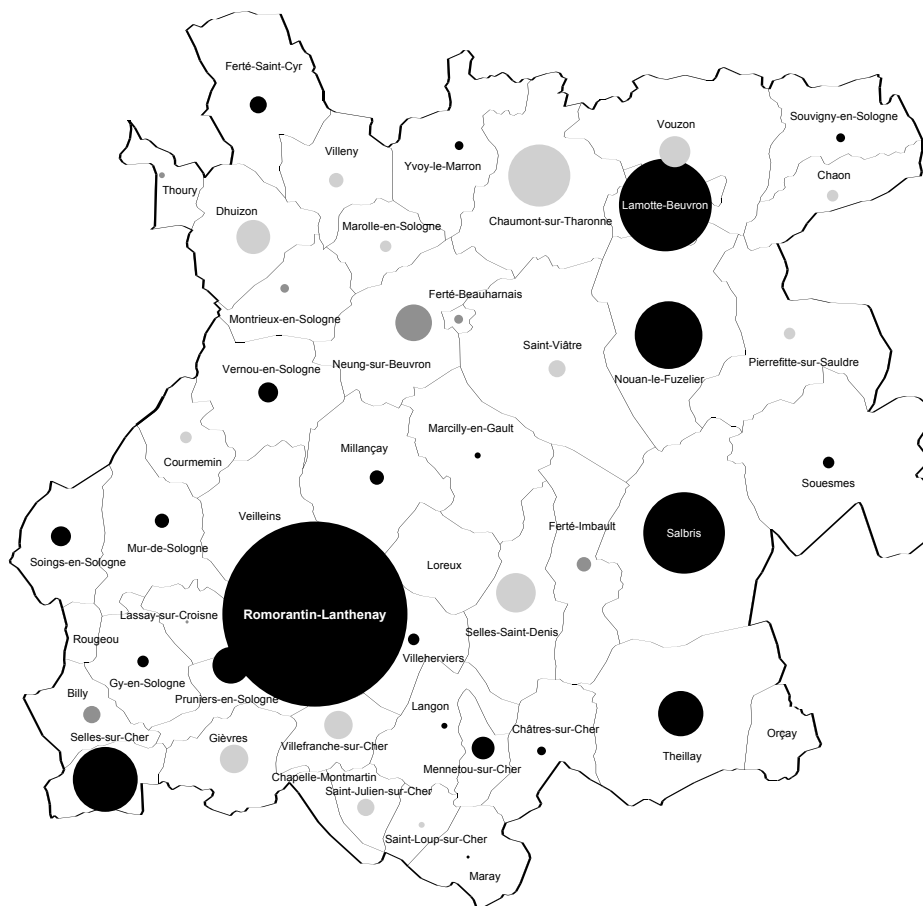 Ferté-Saint-Cyr
Souvigny-en-Sologne
Vouzon
Villeny
Yvoy-le-Marron
Chaon
Thoury
Lamotte-Beuvron
Dhuizon
Chaumont-sur-Tharonne
Marolle-en-Sologne
Ferté-Beauharnais
Montrieux-en-Sologne
Saint-Viâtre
Pierrefitte-sur-Sauldre
Neung-sur-Beuvron
Vernou-en-Sologne
Nouan-le-Fuzelier
Marcilly-en-Gault
Millançay
Courmemin
Souesmes
Veilleins
Ferté-Imbault
Salbris
Mur-de-Sologne
Soings-en-Sologne
Loreux
Lassay-sur-Croisne
Romorantin-Lanthenay
Selles-Saint-Denis
Rougeou
Villeherviers
Gy-en-Sologne
Billy
Pruniers-en-Sologne
Langon
Châtres-sur-Cher
Orçay
Selles-sur-Cher
Gièvres
Villefranche-sur-Cher
Theillay
Mennetou-sur-Cher
Chapelle-Montmartin
Saint-Julien-sur-Cher
Saint-Loup-sur-Cher
Maray